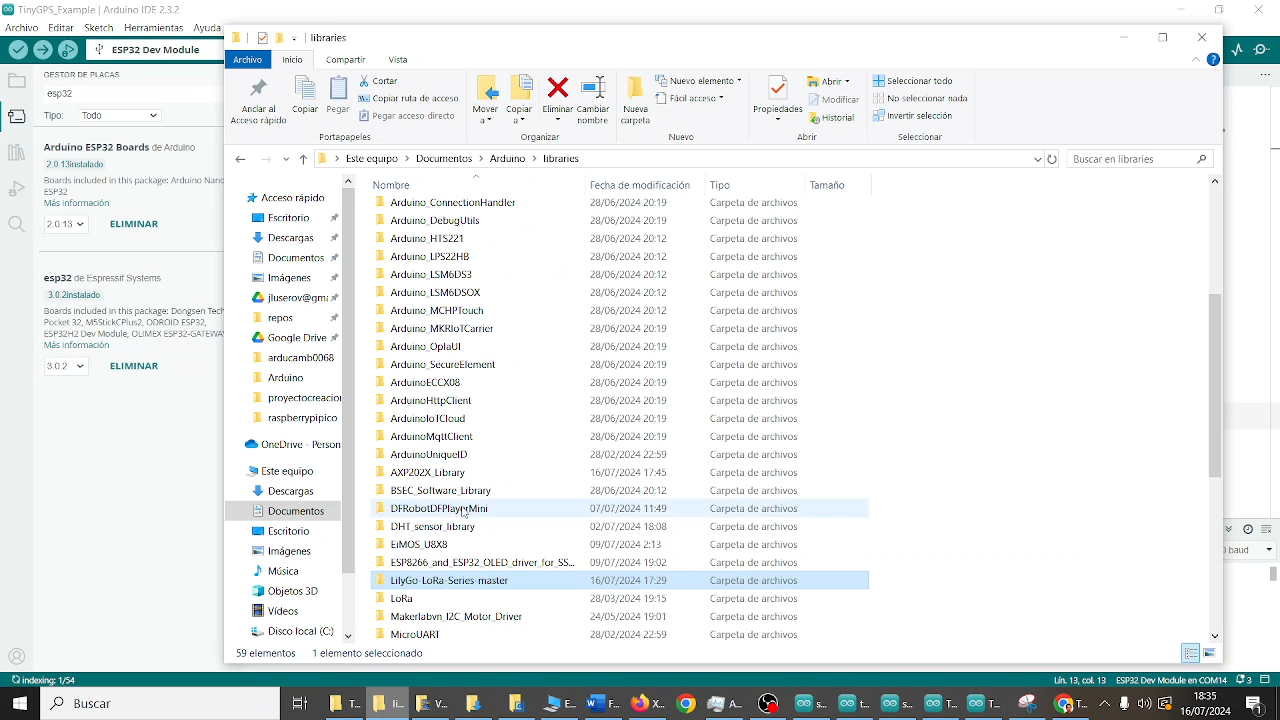 TinyGPS_Example | Arduino IDE 2.3.2
Archivo Editar Sketch Herramientas Ayuda
ESP32 Dev Module
GESTOR DE PLACAS
esp32
Tipo: Todo
Arduino ESP32 Boards de Arduino
2.0.13 instalado
Boards included in this package: Arduino Nano
ESP32
Más información
2.0.13 ELIMINAR
esp32 de Espressif Systems
3.0.2 instalado
Boards included in this package: Dongsen Tech
Pocket 32, M5StickCPlus2, ODROID ESP32,
ESP32H2 Dev Module, OLIMEX ESP32-GATEWA
Más información
3.0.2 ELIMINAR
libraries
Archivo Inicio Compartir Vista
Anclar al
Acceso rápido
Copiar
Pegar
Cortar
Copiar ruta de acceso
Pegar acceso directo
Portapapeles
Mover
a
Copiar
a
Eliminar
Cambiar
nombre
Organizar
Nueva
carpeta
Nuevo elemento
Fácil acceso
Nuevo
Propiedades
Abrir
Modificar
Historial
Abrir
Seleccionar todo
No seleccionar nada
Invertir selección
Seleccionar
Este equipo > Documentos > Arduino > libraries
Buscar en libraries
Acceso rápido
Escritorio
Descargas
Documentos
Imágenes
jluserov@gma
repos
Google Drive
arducamb0068
Arduino
proyectocreacion
raspberrypipico
OneDrive - Person
Este equipo
Descargas
Documentos
Escritorio
Imágenes
Música
Objetos 3D
Vídeos
Disco local (C:)
Nombre Fecha de modificación Tipo Tamaño
Arduino_ConnectionHandler 28/06/2024 20:19 Carpeta de archivos
Arduino_DebugUtils 28/06/2024 20:19 Carpeta de archivos
Arduino_HTS221 28/06/2024 20:12 Carpeta de archivos
Arduino_LPS22HB 28/06/2024 20:12 Carpeta de archivos
Arduino_LSM6DS3 28/06/2024 20:12 Carpeta de archivos
Arduino_LSM6DSOX 28/06/2024 20:12 Carpeta de archivos
Arduino_MCHPTouch 28/06/2024 20:12 Carpeta de archivos
Arduino_MKRIoTCarrier 28/06/2024 20:12 Carpeta de archivos
Arduino_OplaUI 28/06/2024 20:19 Carpeta de archivos
Arduino_SecureElement 28/06/2024 20:19 Carpeta de archivos
ArduinoECCX08 28/06/2024 20:19 Carpeta de archivos
ArduinoHttpClient 28/06/2024 20:19 Carpeta de archivos
ArduinoIoTCloud 28/06/2024 20:19 Carpeta de archivos
ArduinoMqttClient 28/06/2024 20:19 Carpeta de archivos
ArduinoUniqueID 28/02/2024 22:59 Carpeta de archivos
AXP202X_Library 16/07/2024 17:45 Carpeta de archivos
BSEC_Software_Library 28/06/2024 20:12 Carpeta de archivos
DFRobotDFPlayerMini 07/07/2024 11:49 Carpeta de archivos
DHT_sensor_library 02/07/2024 18:08 Carpeta de archivos
EiMOS_U8X8 09/07/2024 2:13 Carpeta de archivos
ESP8266_and_ESP32_OLED_driver_for_SS... 09/07/2024 19:02 Carpeta de archivos
LilyGo-LoRa-Series-master 16/07/2024 17:29 Carpeta de archivos
LoRa 28/03/2024 19:15 Carpeta de archivos
Makerlabvn_I2C_Motor_Driver 24/05/2024 19:01 Carpeta de archivos
MicroUART 28/02/2024 22:59 Carpeta de archivos
59 elementos 1 elemento seleccionado
baud
indexing: 1/54
Lín. 13, col. 13 ESP32 Dev Module en COM14 3
Buscar
18:35
16/07/2024